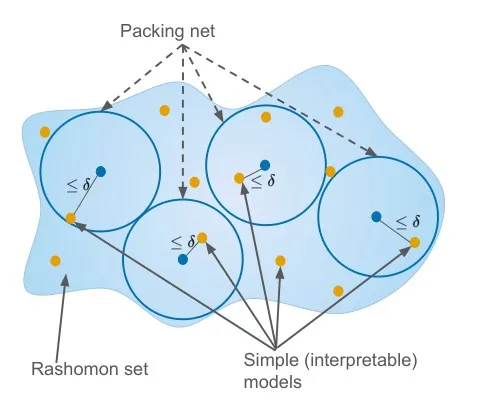 Packing net
≤ δ
≤ δ
≤ δ
≤ δ
Rashomon set
Simple (interpretable)
models